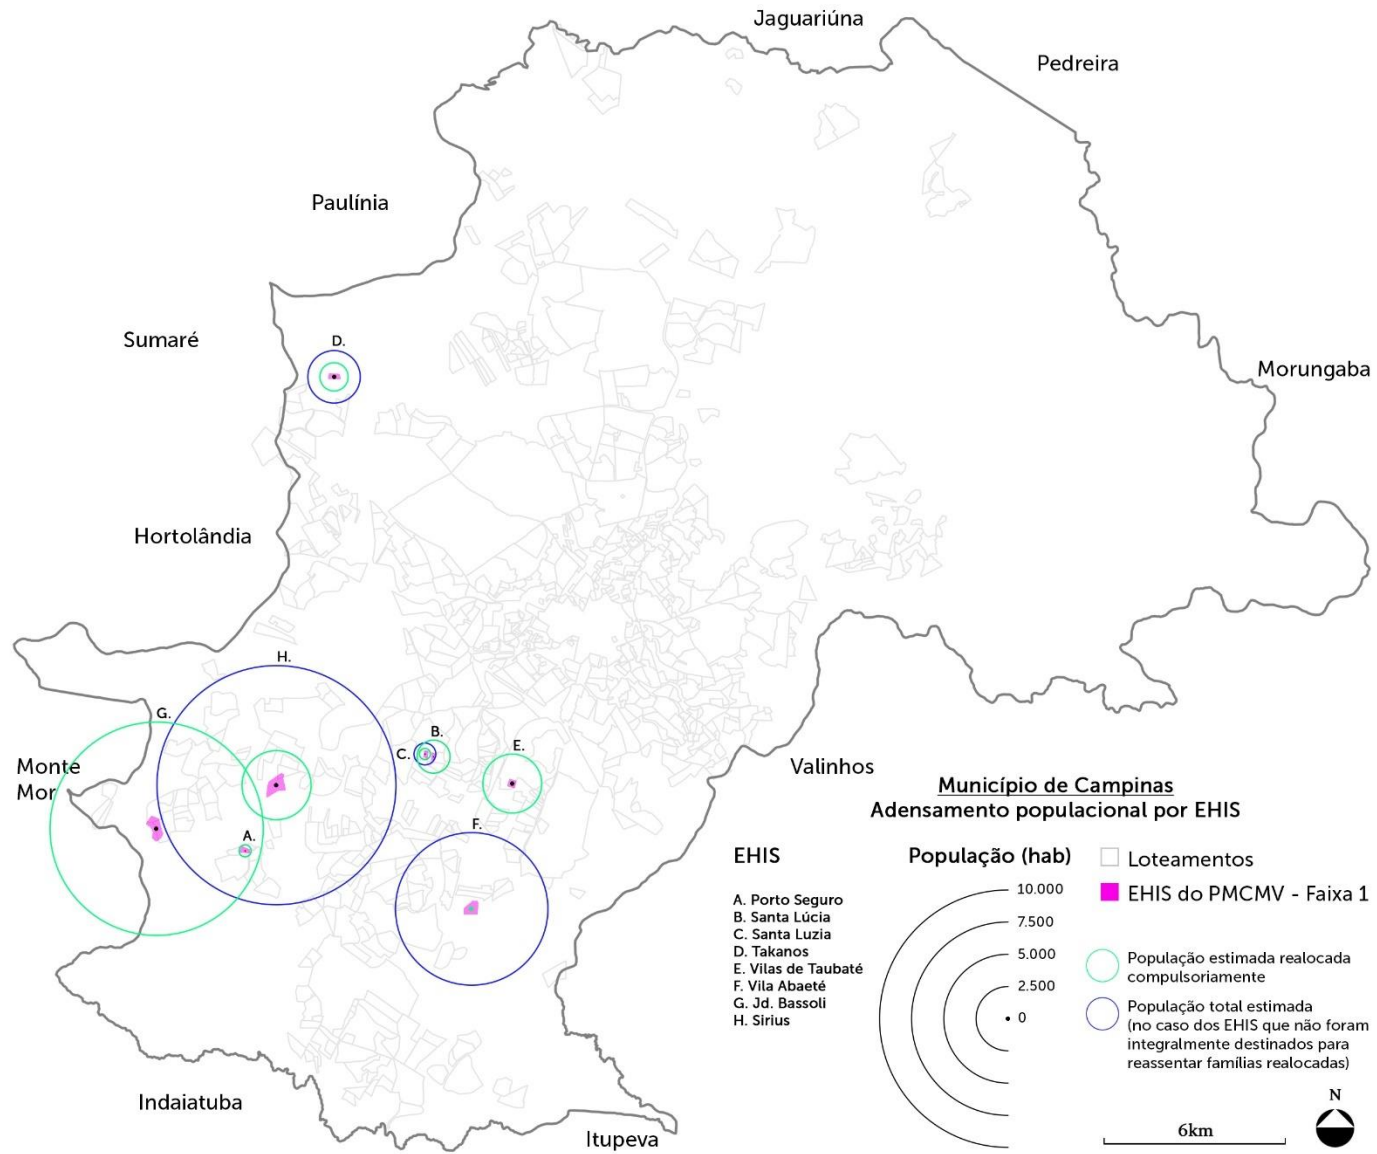 Jaguariúna
Pedreira
Paulínia
Sumaré
D.
Morungaba
Hortolândia
H.
G.
B.
C.
E.
Monte
Mor
Valinhos
A.
F.
Indaiatuba
Itupeva
Município de Campinas
Adensamento populacional por EHIS
EHIS
A. Porto Seguro
B. Santa Lúcia
C. Santa Luzia
D. Takanos
E. Vilas de Taubaté
F. Vila Abaeté
G. Jd. Bassoli
H. Sirius
População (hab)
10.000
7.500
5.000
2.500
0
Loteamentos
EHIS do PMCMV - Faixa 1
População estimada realocada
compulsoriamente
População total estimada
(no caso dos EHIS que não foram
integralmente destinados para
reassentar famílias realocadas)
N
6km